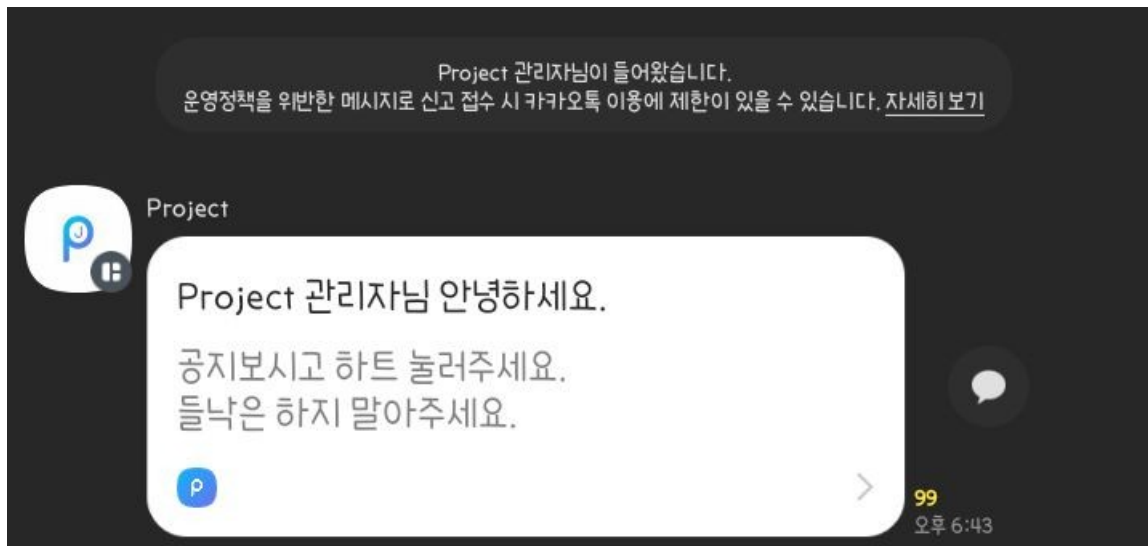 Project 관리자님이 들어왔습니다.
운영정책을 위반한 메시지로 신고 접수 시 카카오톡 이용에 제한이 있을 수 있습니다. 자세히 보기
Project
Project 관리자님 안녕하세요.
공지보시고 하트 눌러주세요.
들낙은 하지 말아주세요.
99
오후 6:43